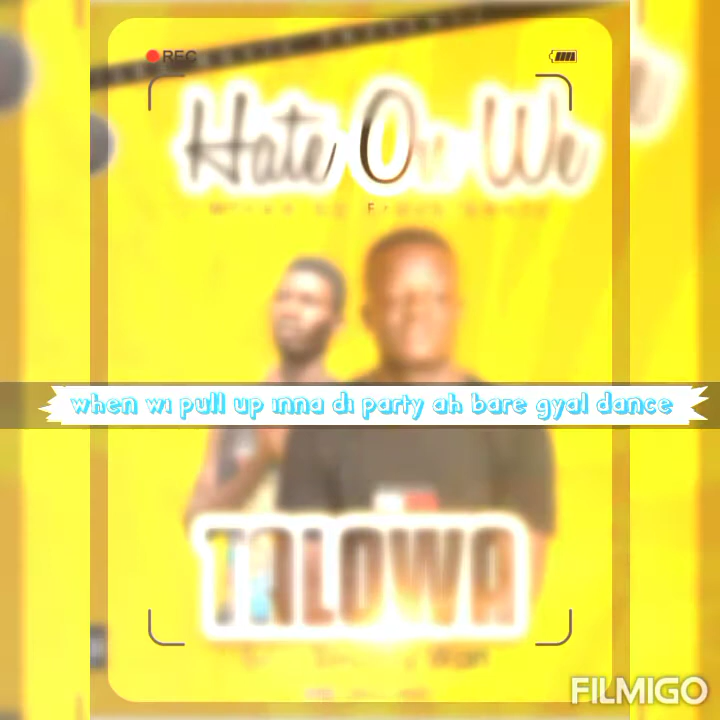 REC
Hate On We
when wi pull up inna di party ah bare gyal dance
TALOWA
FILMIGO